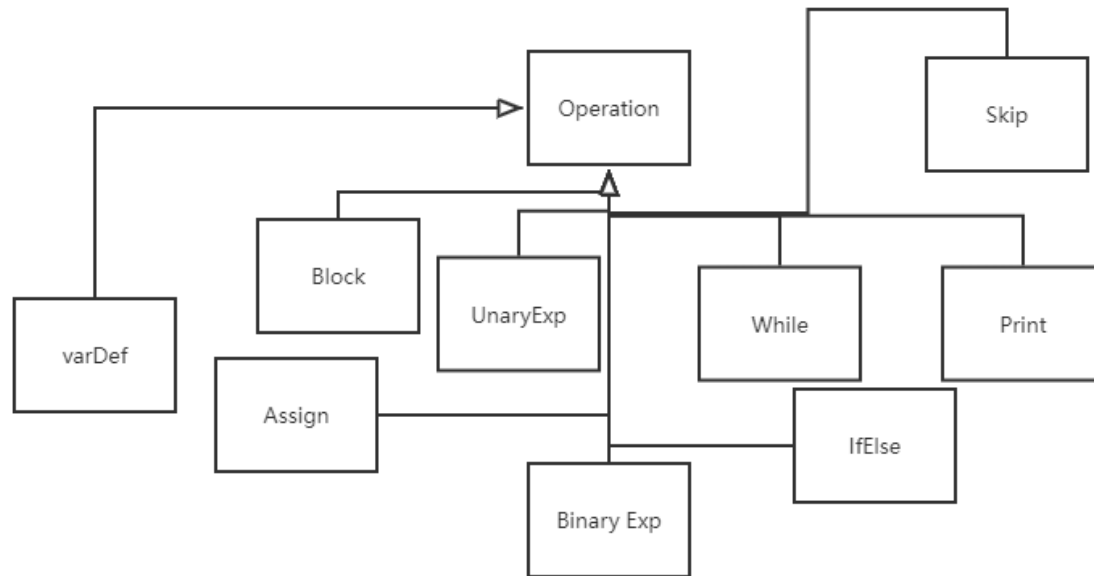 Operation
Skip
Block
UnaryExp
While
Print
varDef
Assign
IfElse
Binary Exp